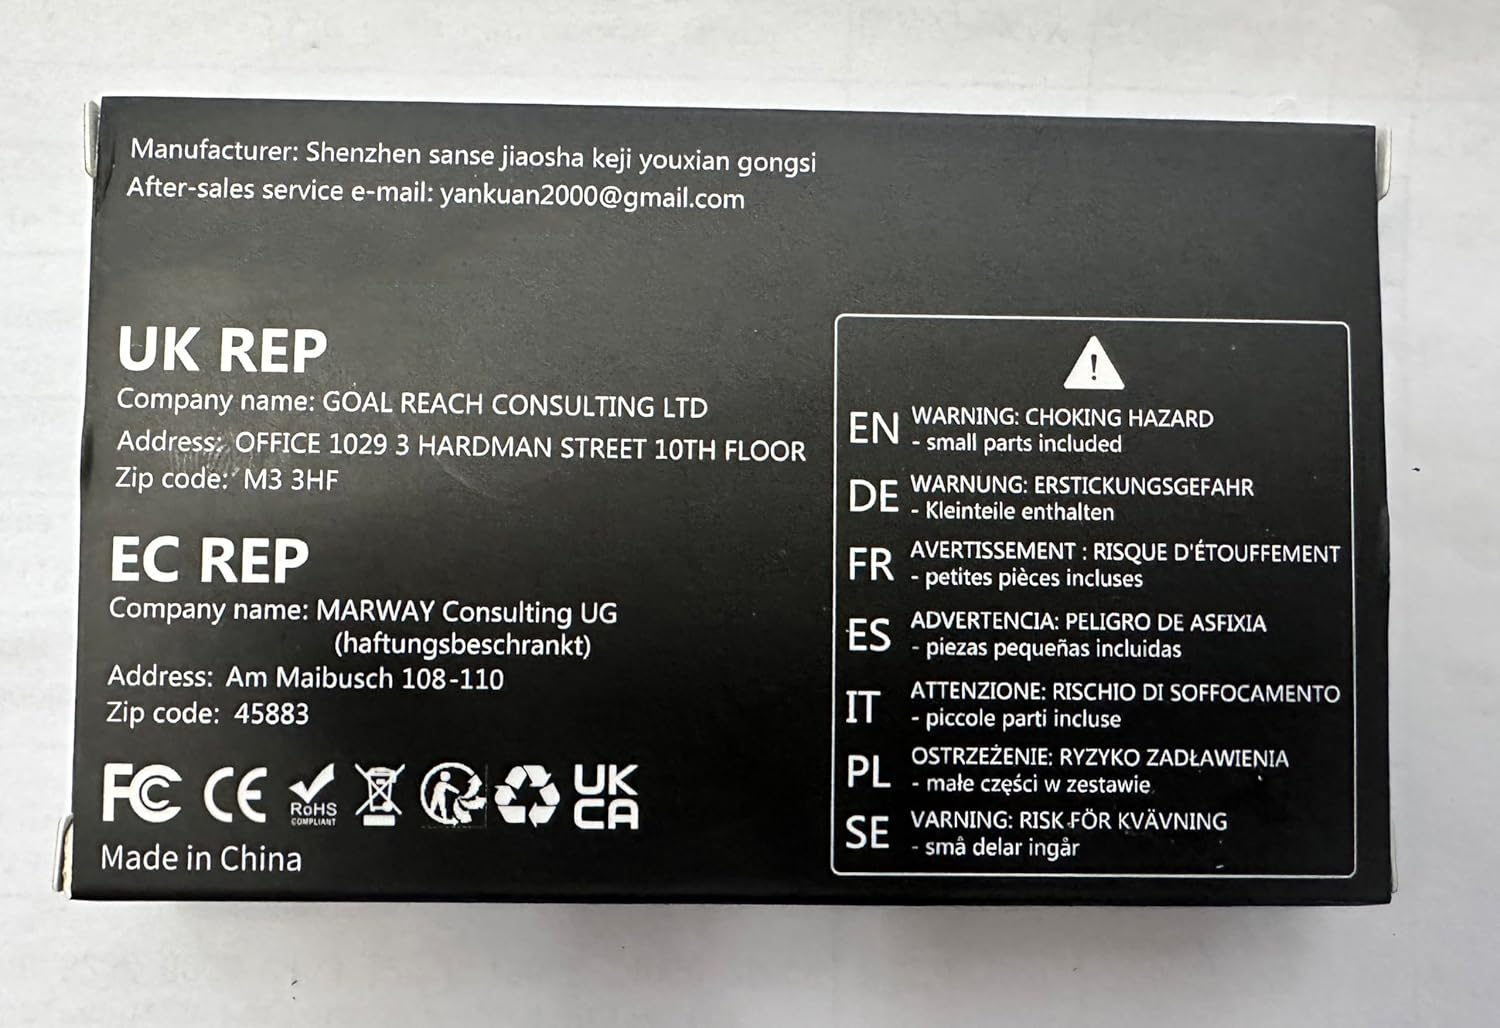 Manufacturer: Shenzhen sanse jiaosha keji youxian gongsi
After-sales service e-mail: yankuan2000@gmail.com
UK REP
Company name: GOAL REACH CONSULTING LTD
Address: OFFICE 1029 3 HARDMAN STREET 10TH FLOOR
Zip code: M3 3HF
EC REP
Company name: MARWAY Consulting UG
(haftungsbeschrankt)
Address: Am Maibusch 108-110
Zip code: 45883
FC CE RoHS COMPLIANT UK CA
Made in China
!
EN WARNING: CHOKING HAZARD
- small parts included
DE WARNUNG: ERSTICKUNGSGEFAHR
- Kleinteile enthalten
FR AVERTISSEMENT : RISQUE D'ÉTOUFFEMENT
- petites pièces incluses
ES ADVERTENCIA: PELIGRO DE ASFIXIA
- piezas pequeñas incluidas
IT ATTENZIONE: RISCHIO DI SOFFOCAMENTO
- piccole parti incluse
PL OSTRZEŻENIE: RYZYKO ZADŁAWIENIA
- małe części w zestawie
SE VARNING: RISK FÖR KVÄVNING
- små delar ingår